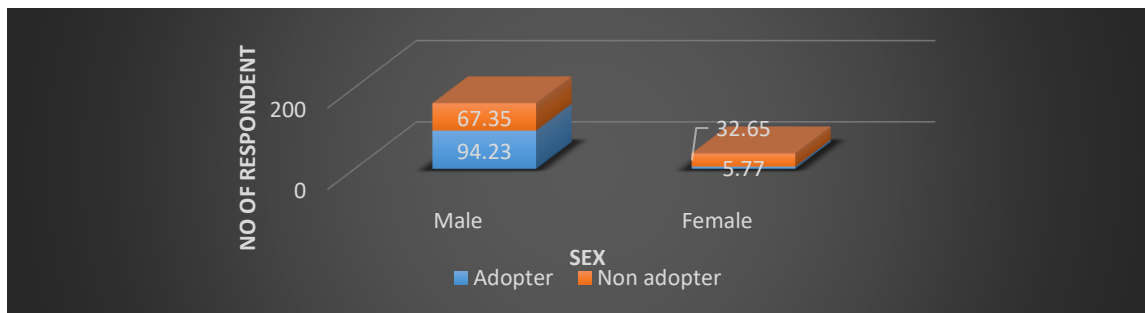 NO OF RESPONDENT
200
0
67.35
94.23
32.65
5.77
Male Female
SEX
Adopter Non adopter